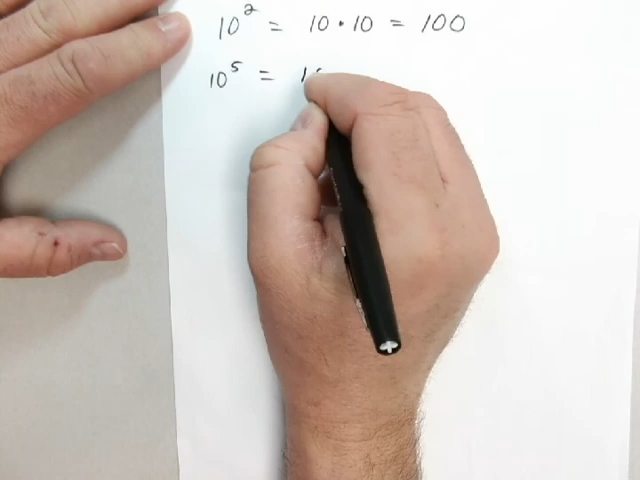 10² = 10 • 10 = 100
10⁵ =